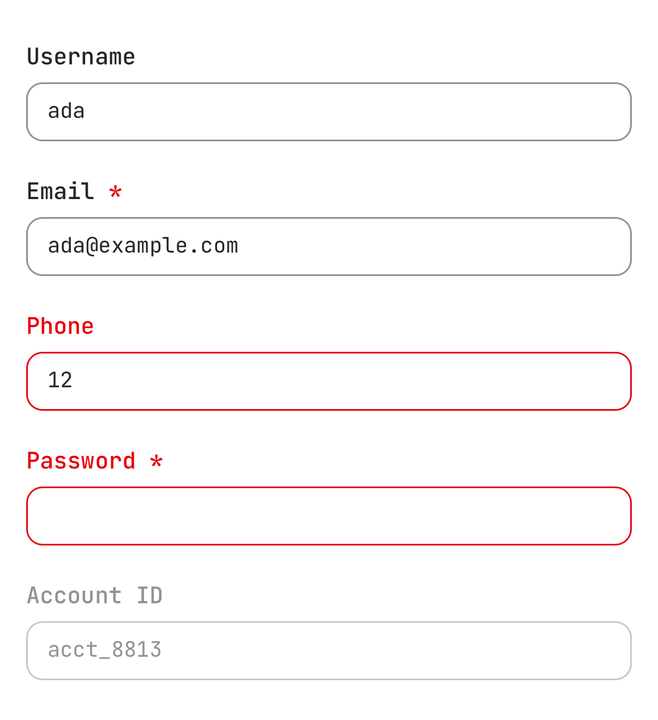 Username
ada
Email *
ada@example.com
Phone
12
Password *
Account ID
acct_8813